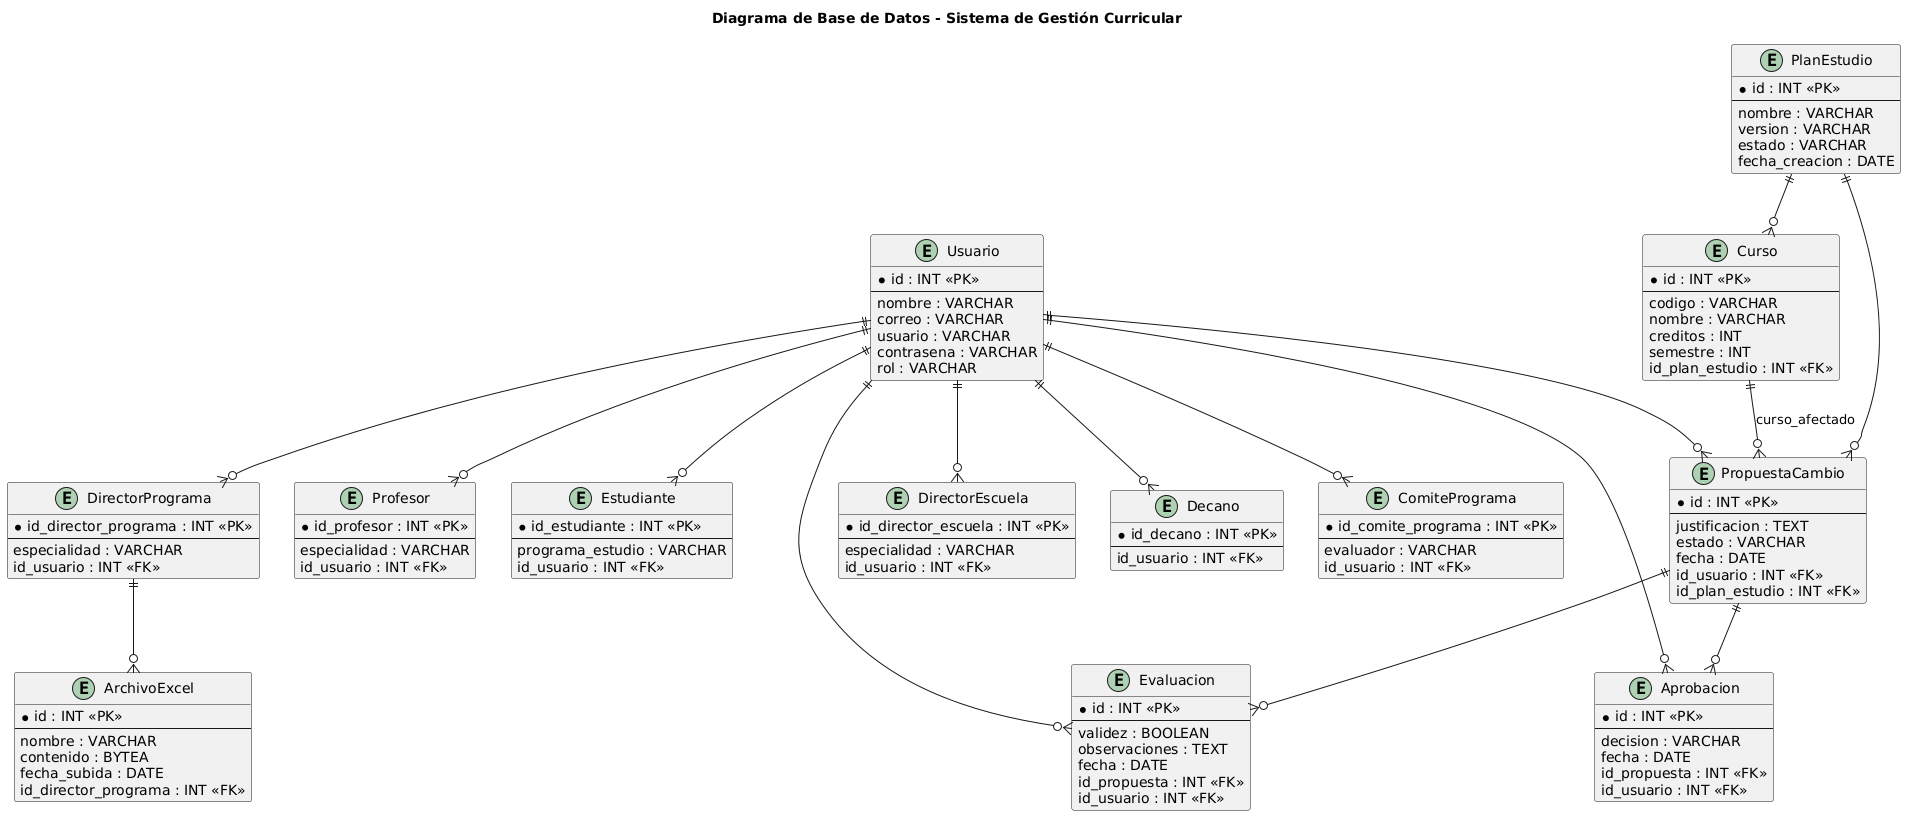 Diagrama de Base de Datos - Sistema de Gestión Curricular
E PlanEstudio
* id : INT «PK»
nombre : VARCHAR
version : VARCHAR
estado : VARCHAR
fecha_creacion : DATE
E Usuario
* id : INT «PK»
nombre : VARCHAR
correo : VARCHAR
usuario : VARCHAR
contrasena : VARCHAR
rol : VARCHAR
E Curso
* id : INT «PK»
codigo : VARCHAR
nombre : VARCHAR
creditos : INT
semestre : INT
id_plan_estudio : INT «FK»
curso_afectado
E DirectorPrograma
* id_director_programa : INT «PK»
especialidad : VARCHAR
id_usuario : INT «FK»
E Profesor
* id_profesor : INT «PK»
especialidad : VARCHAR
id_usuario : INT «FK»
E Estudiante
* id_estudiante : INT «PK»
programa_estudio : VARCHAR
id_usuario : INT «FK»
E DirectorEscuela
* id_director_escuela : INT «PK»
especialidad : VARCHAR
id_usuario : INT «FK»
E Decano
* id_decano : INT «PK»
id_usuario : INT «FK»
E ComitePrograma
* id_comite_programa : INT «PK»
evaluador : VARCHAR
id_usuario : INT «FK»
E PropuestaCambio
* id : INT «PK»
justificacion : TEXT
estado : VARCHAR
fecha : DATE
id_usuario : INT «FK»
id_plan_estudio : INT «FK»
E ArchivoExcel
* id : INT «PK»
nombre : VARCHAR
contenido : BYTEA
fecha_subida : DATE
id_director_programa : INT «FK»
E Evaluacion
* id : INT «PK»
validez : BOOLEAN
observaciones : TEXT
fecha : DATE
id_propuesta : INT «FK»
id_usuario : INT «FK»
E Aprobacion
* id : INT «PK»
decision : VARCHAR
fecha : DATE
id_propuesta : INT «FK»
id_usuario : INT «FK»